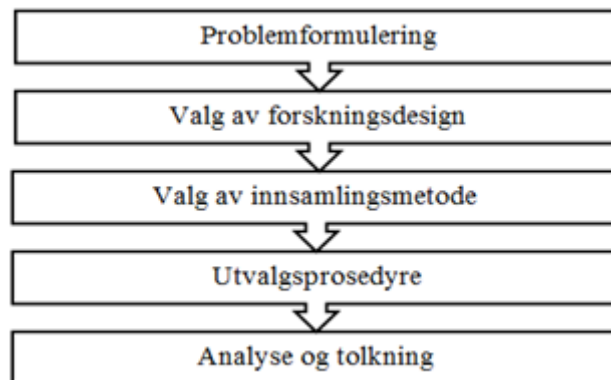 Problemformulering
Valg av forskningsdesign
Valg av innsamlingsmetode
Utvalgsprosedyre
Analyse og tolkning